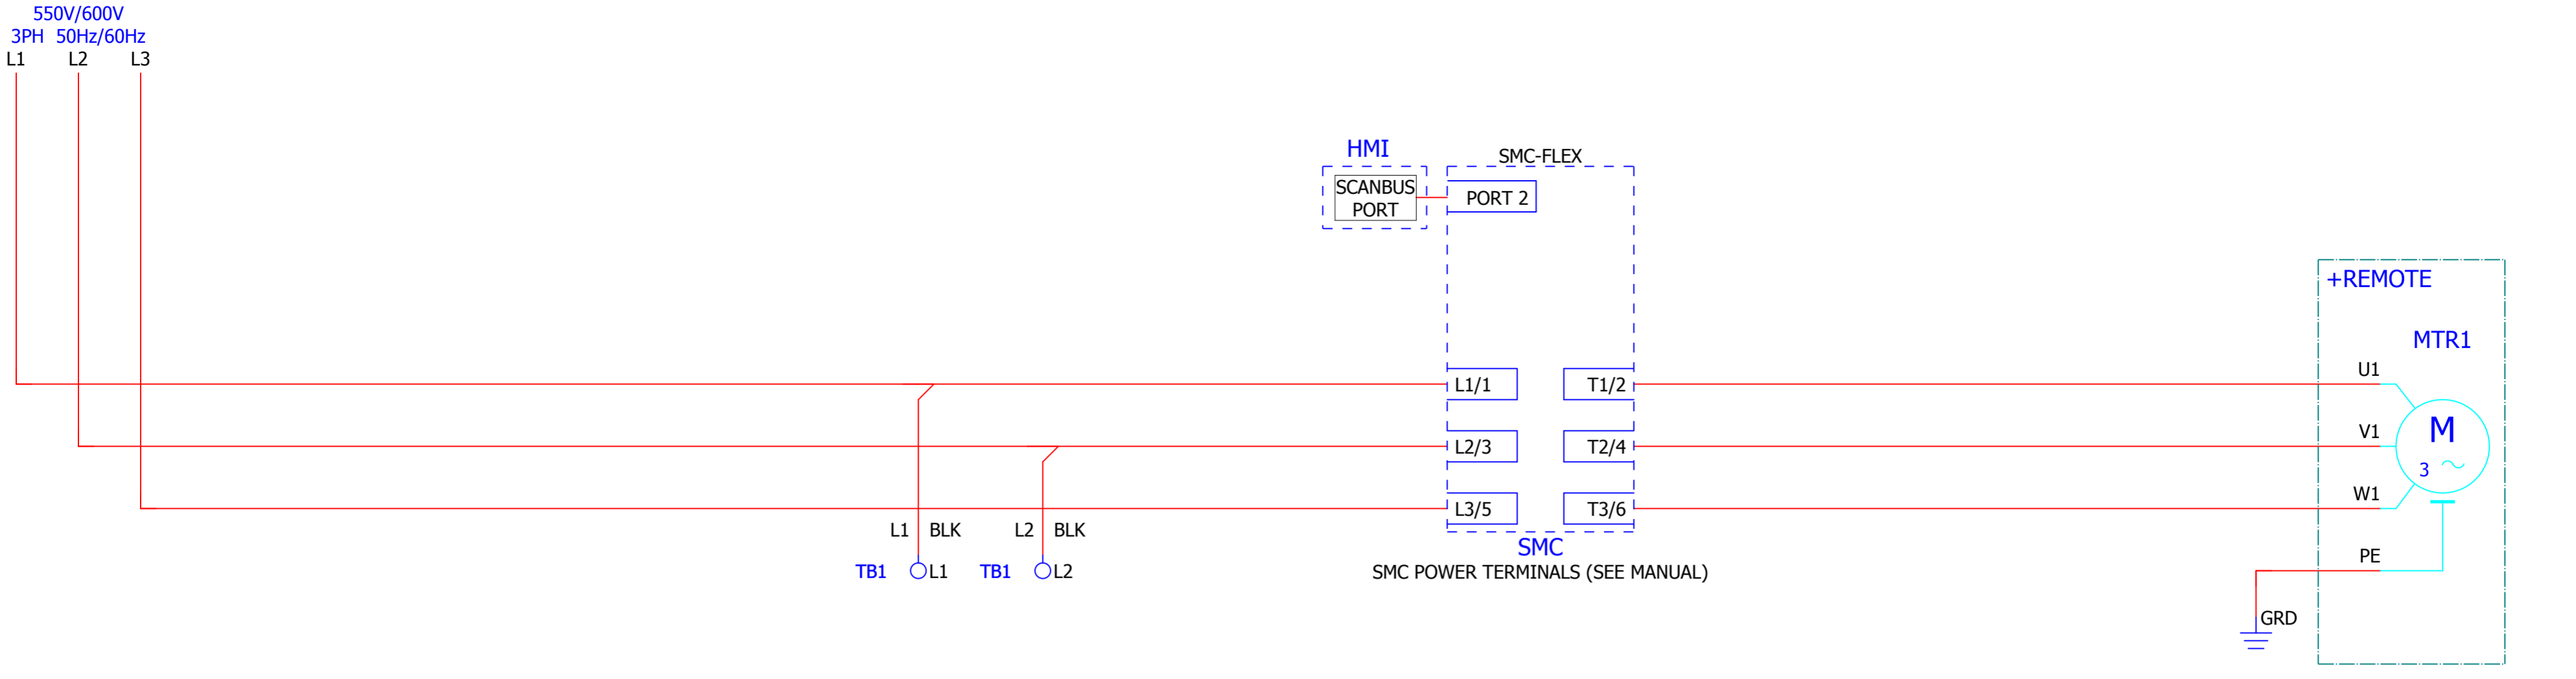 550V/600V
3PH 50Hz/60Hz
L1 L2 L3
HMI
SCANBUS
PORT
SMC-FLEX
PORT 2
+REMOTE
MTR1
L1/1 T1/2 U1
L2/3 T2/4 V1
M
3
L3/5 T3/6 W1
L1 BLK L2 BLK
SMC
TB1 L1 TB1 L2
SMC POWER TERMINALS (SEE MANUAL)
PE
GRD